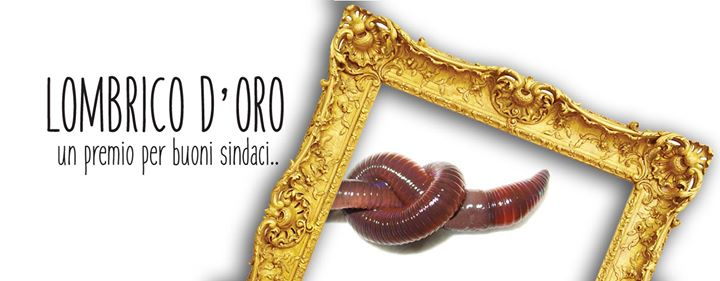 LOMBRICO D'ORO
un premio per buoni sindaci..